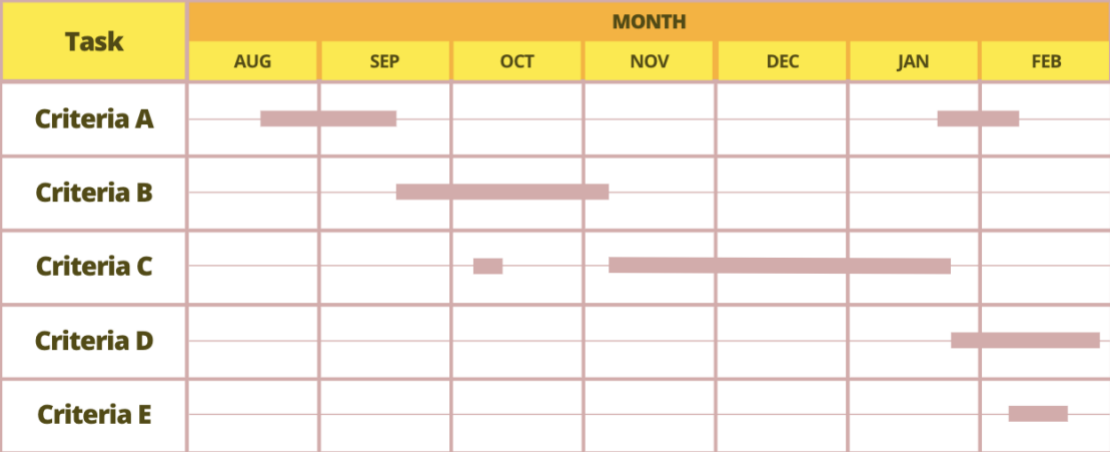 Task
MONTH
AUG SEP OCT NOV DEC JAN FEB
Criteria A
Criteria B
Criteria C
Criteria D
Criteria E